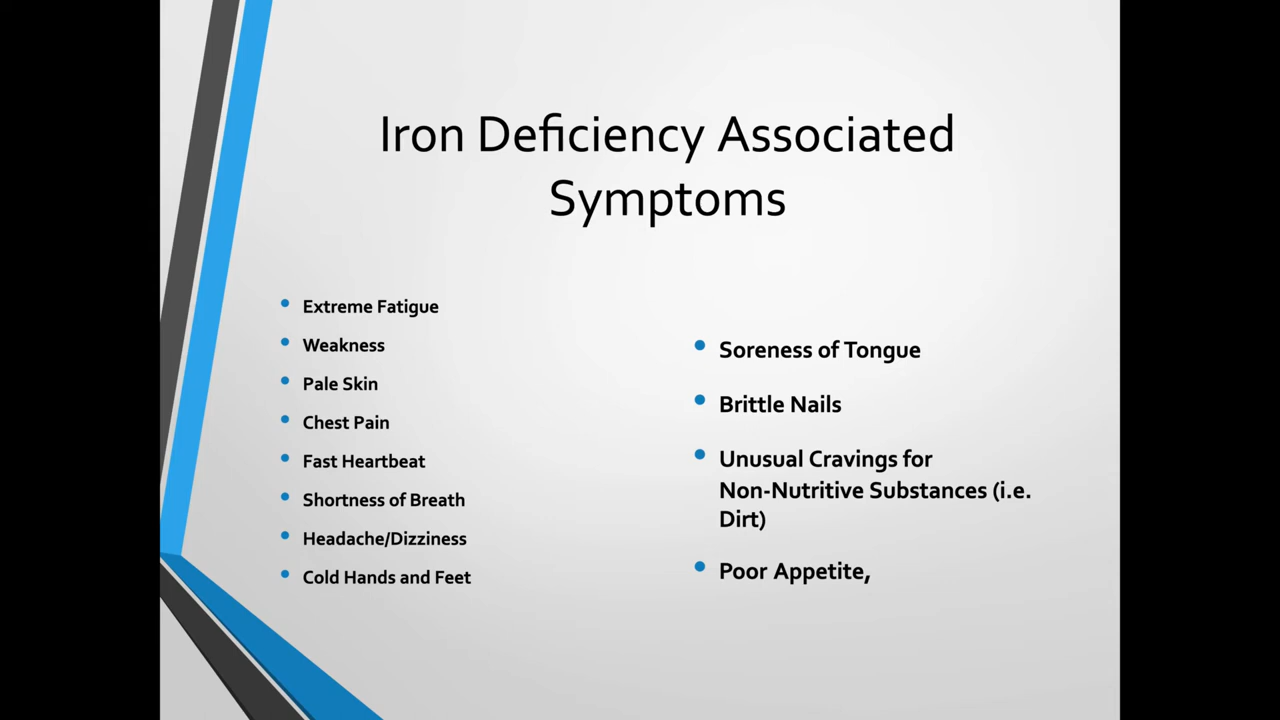 Iron Deficiency Associated
Symptoms
Extreme Fatigue
Weakness
Pale Skin
Chest Pain
Fast Heartbeat
Shortness of Breath
Headache/Dizziness
Cold Hands and Feet
Soreness of Tongue
Brittle Nails
Unusual Cravings for
Non-Nutritive Substances (i.e.
Dirt)
Poor Appetite,